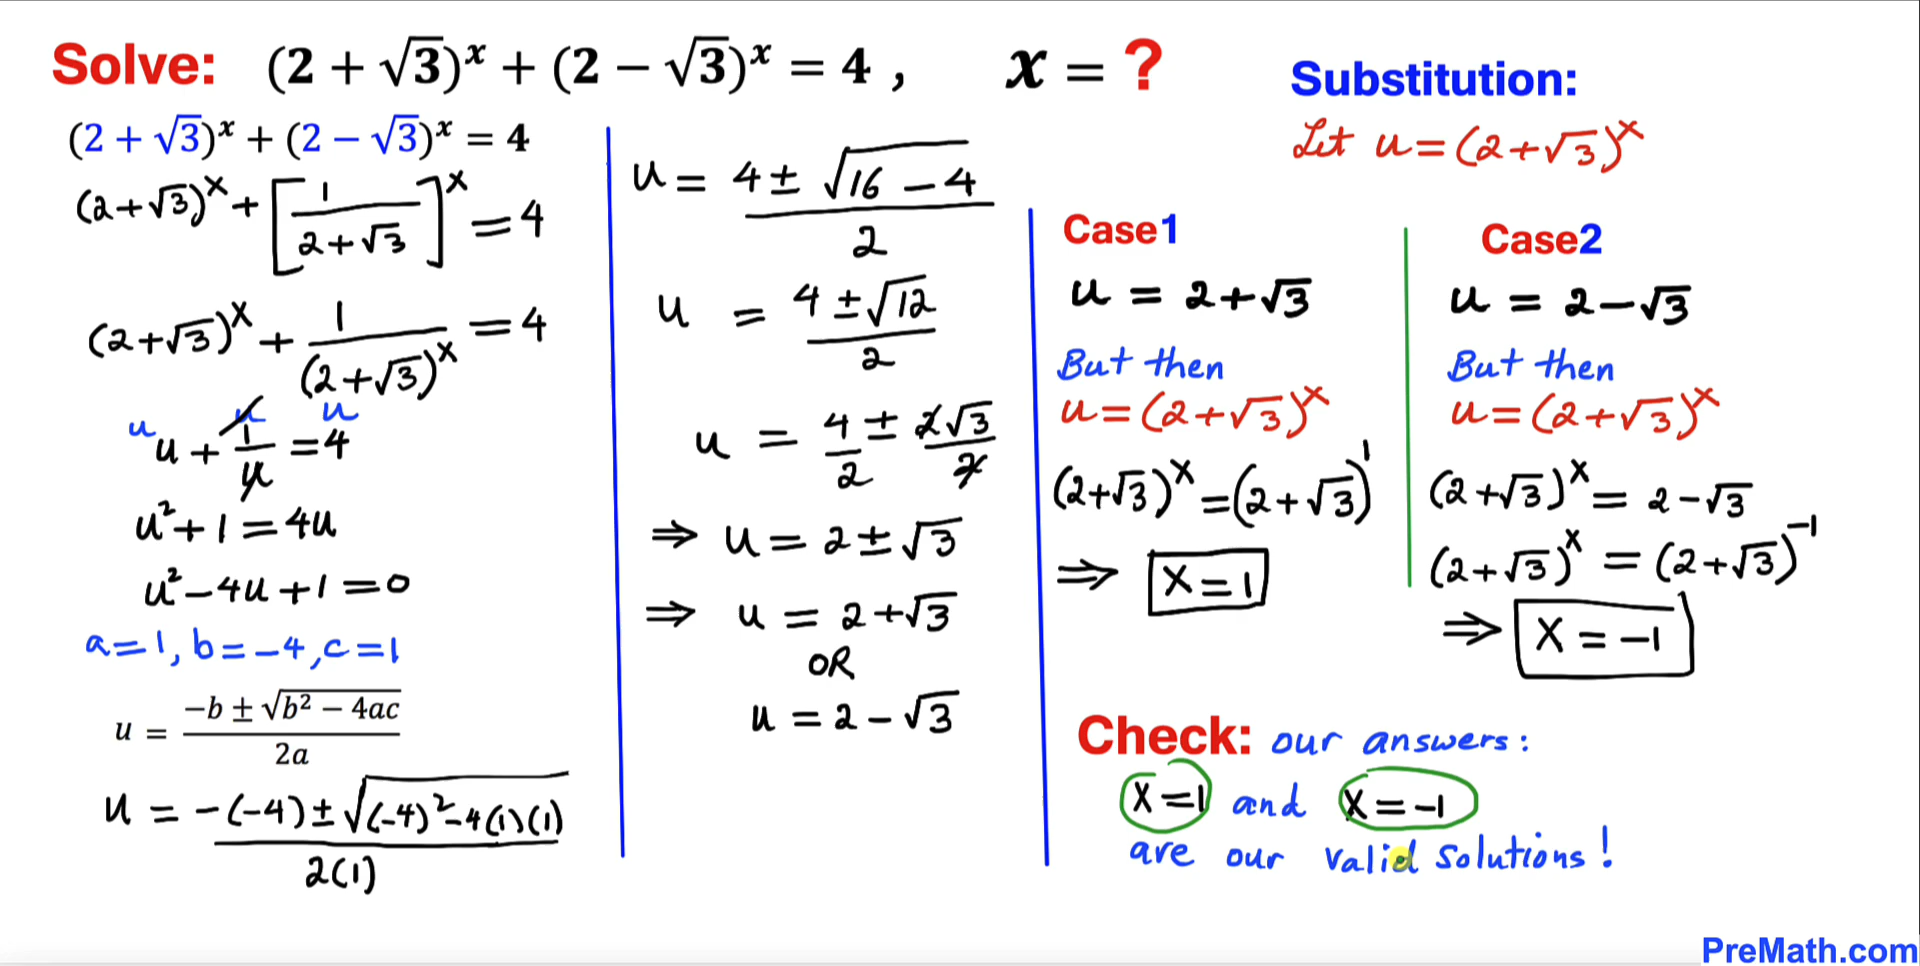 Solve: (2 + √3)^x + (2 − √3)^x = 4 , x = ?
(2 + √3)^x + (2 − √3)^x = 4
(2+√3)^x + [1/(2+√3)]^x = 4
(2+√3)^x + 1/(2+√3)^x = 4
u u u
u + 1/u = 4
u² + 1 = 4u
u² − 4u + 1 = 0
a = 1, b = −4, c = 1
u = (−b ± √(b² − 4ac))/2a
u = (−(−4) ± √((−4)² − 4(1)(1)))/2(1)
u = (4 ± √(16 − 4))/2
u = (4 ± √12)/2
u = 4/2 ± 2√3/2
⇒ u = 2 ± √3
⇒ u = 2 + √3
OR
u = 2 − √3
Substitution:
Let u = (2+√3)^x
Case1
u = 2+√3
But then
u = (2+√3)^x
(2+√3)^x = (2+√3)^1
⇒ x = 1
Case2
u = 2−√3
But then
u = (2+√3)^x
(2+√3)^x = 2−√3
(2+√3)^x = (2+√3)^−1
⇒ x = −1
Check: our answers:
x = 1 and x = −1
are our valid solutions!
PreMath.com